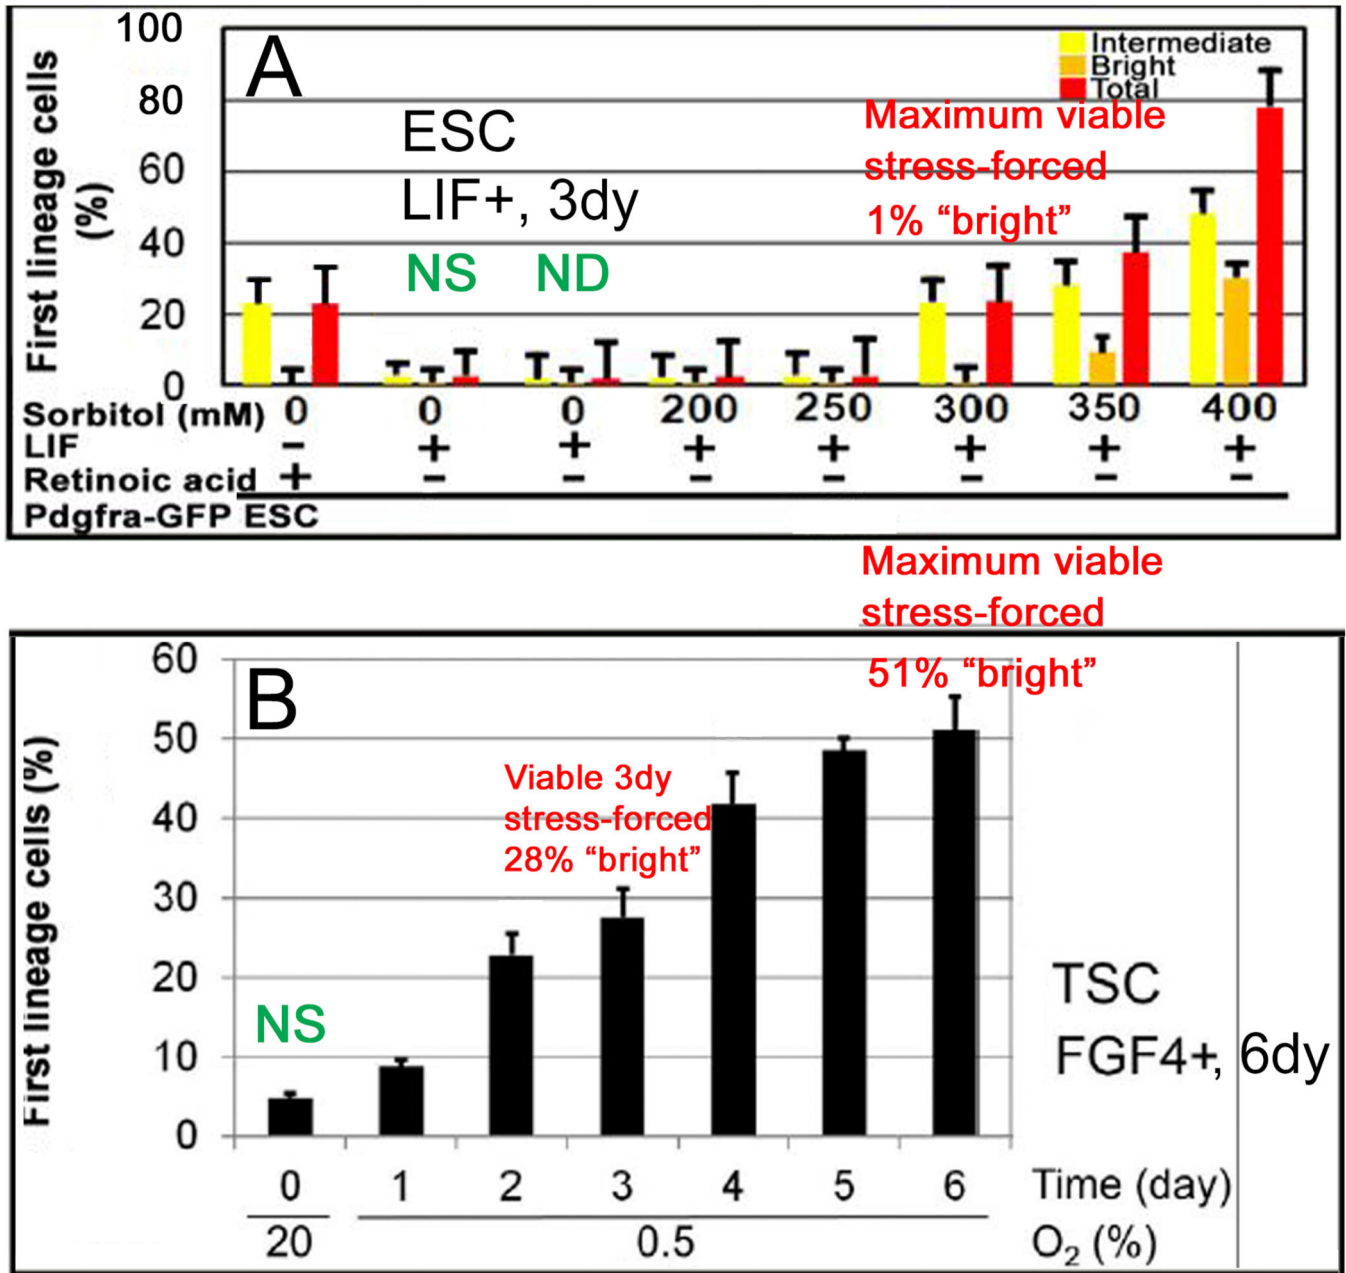 100
80
60
40
20
0
First lineage cells
(%)
A
ESC
LIF+, 3dy
NS ND
Intermediate
Bright
Total
Maximum viable
stress-forced
1% “bright”
Sorbitol (mM) 0 0 0 200 250 300 350 400
LIF − + + + + + + +
Retinoic acid + − − − − − − −
Pdgfra-GFP ESC
Maximum viable
stress-forced
51% “bright”
60
50
40
30
20
10
0
First lineage cells (%)
B
Viable 3dy
stress-forced
28% “bright”
NS
TSC
FGF4+, 6dy
0 1 2 3 4 5 6 Time (day)
20 0.5 O₂ (%)